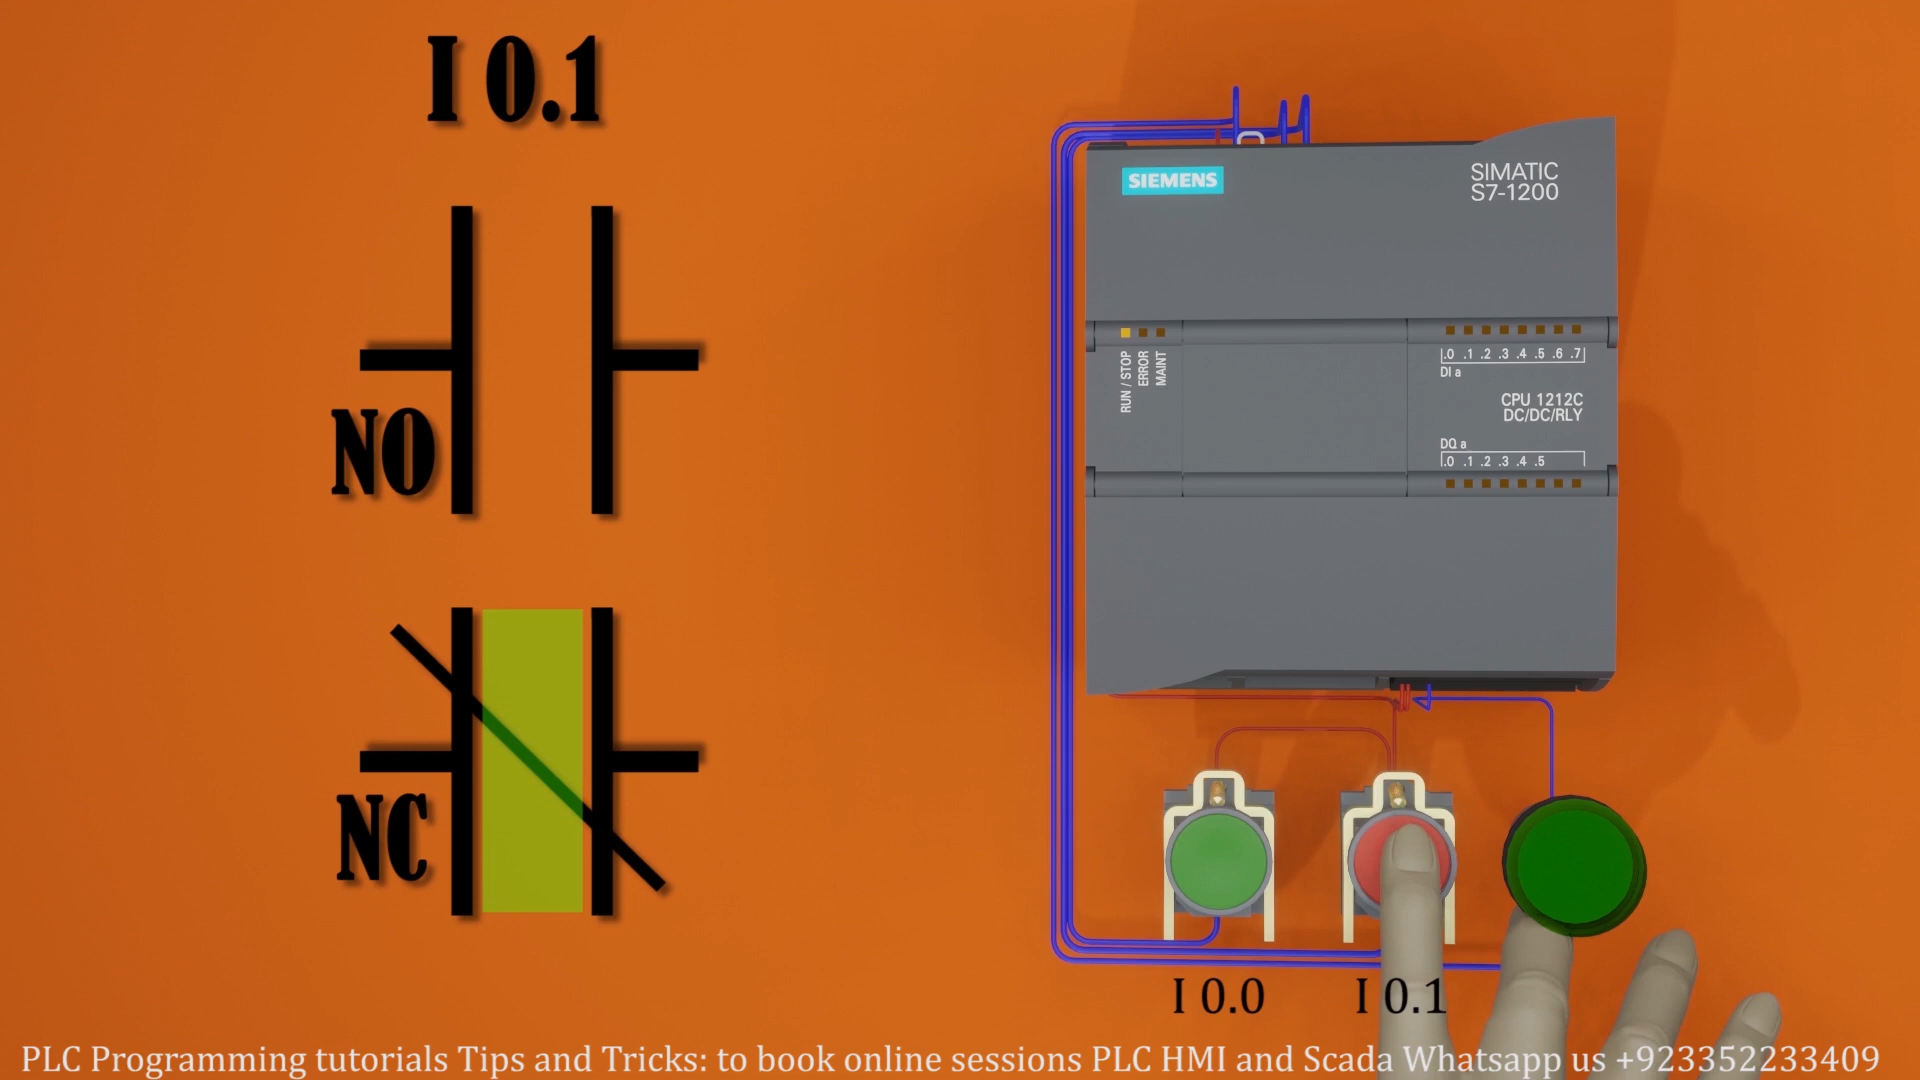 I 0.1
NO
NC
SIEMENS
SIMATIC
S7-1200
RUN / STOP
ERROR
MAINT
.0 .1 .2 .3 .4 .5 .6 .7
DI a
CPU 1212C
DC/DC/RLY
DQ a
.0 .1 .2 .3 .4 .5
I 0.0
I 0.1
PLC Programming tutorials Tips and Tricks: to book online sessions PLC HMI and Scada Whatsapp us +923352233409